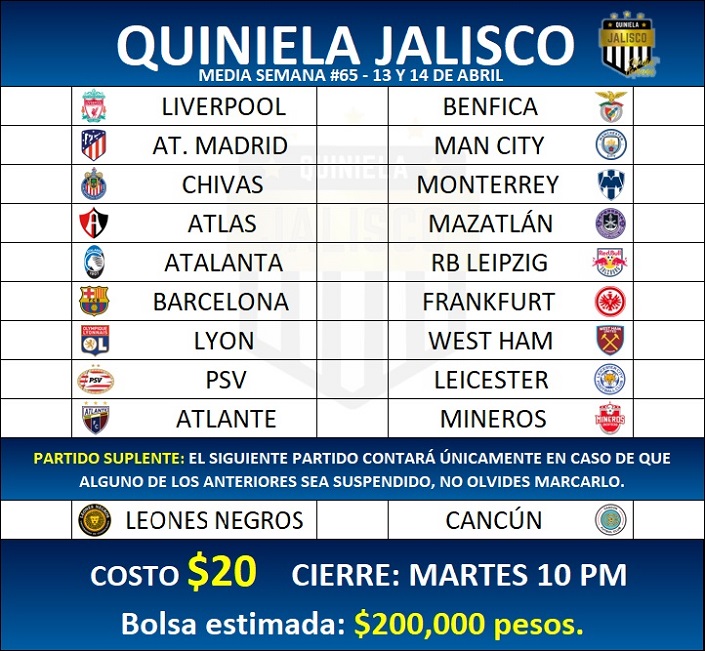 QUINIELA JALISCO
MEDIA SEMANA #65 - 13 Y 14 DE ABRIL
QUINIELA
JALISCO
LIVERPOOL BENFICA
AT. MADRID MAN CITY
CHIVAS MONTERREY
ATLAS MAZATLÁN
ATALANTA RB LEIPZIG
BARCELONA FRANKFURT
LYON WEST HAM
PSV LEICESTER
ATLANTE MINEROS
QUINIELA
JALISCO
PARTIDO SUPLENTE: EL SIGUIENTE PARTIDO CONTARÁ ÚNICAMENTE EN CASO DE QUE
ALGUNO DE LOS ANTERIORES SEA SUSPENDIDO, NO OLVIDES MARCARLO.
LEONES NEGROS CANCÚN
COSTO $20 CIERRE: MARTES 10 PM
Bolsa estimada: $200,000 pesos.